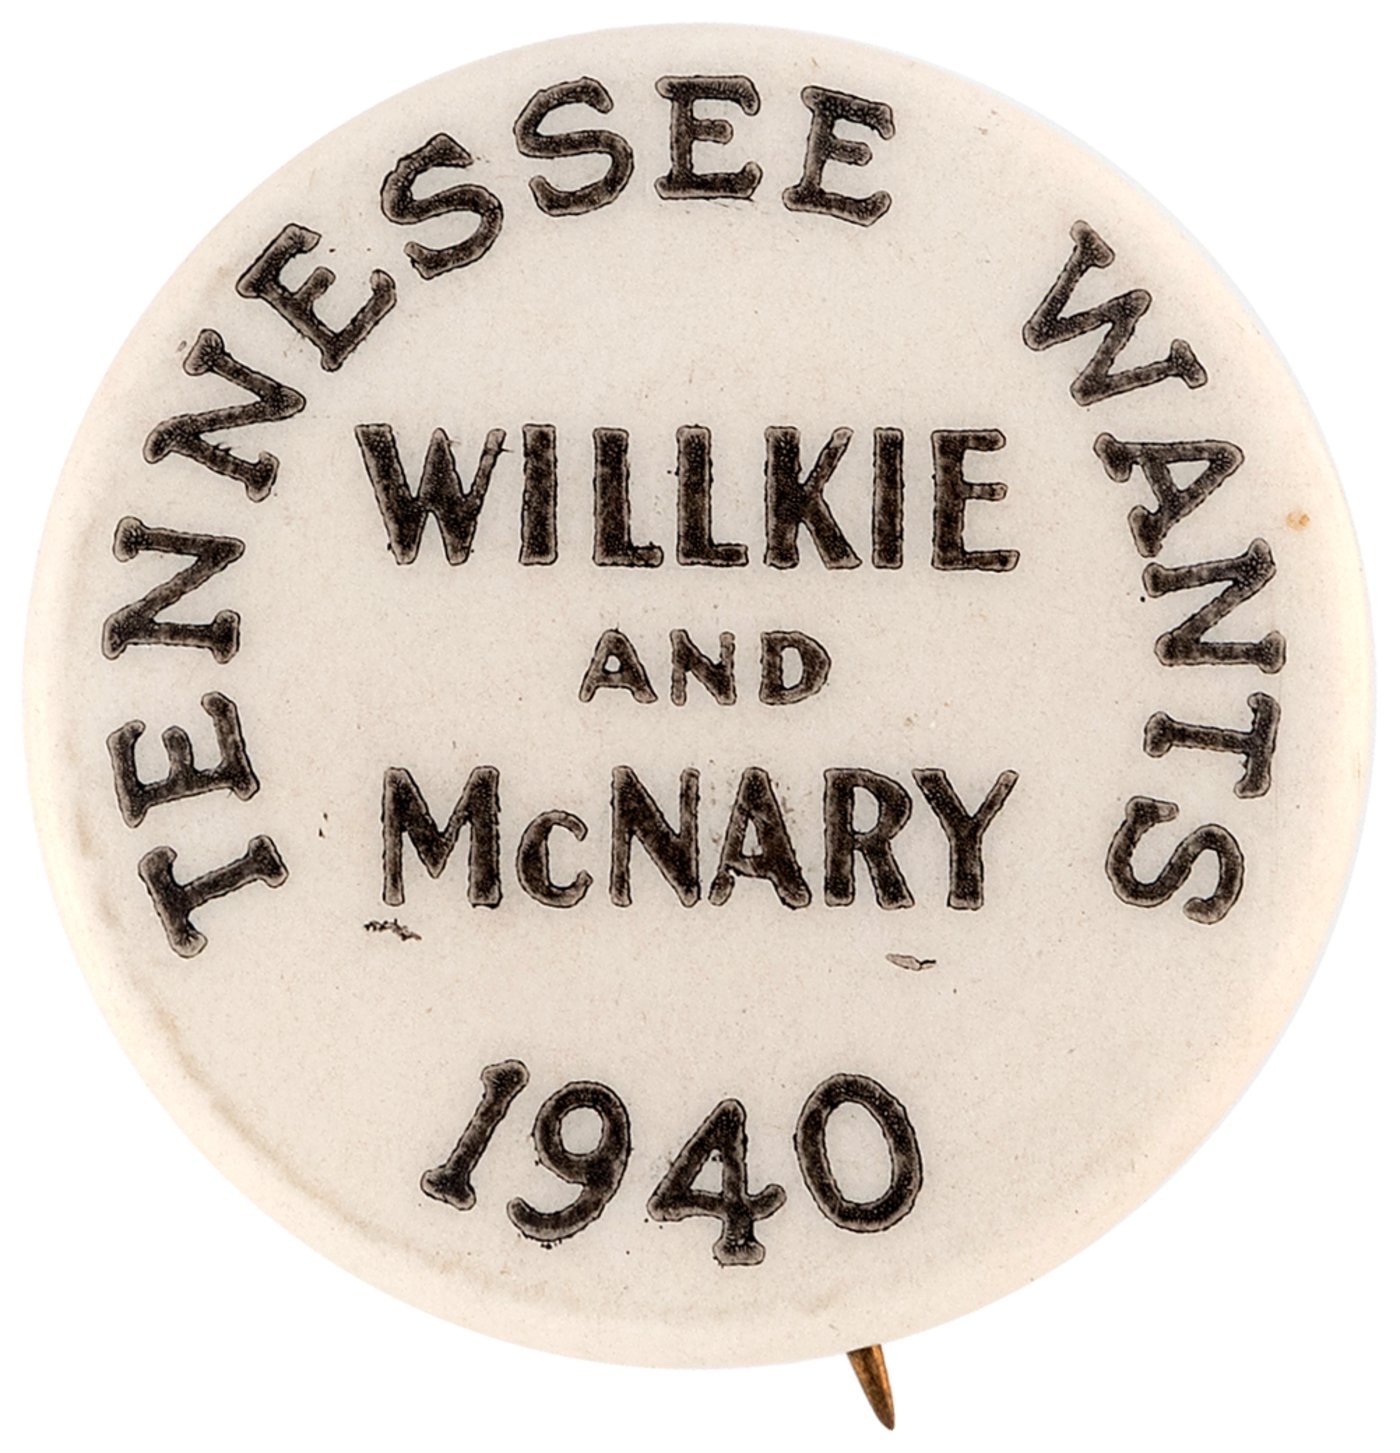 TENNESSEE WANTS
WILLKIE
AND
McNARY
1940